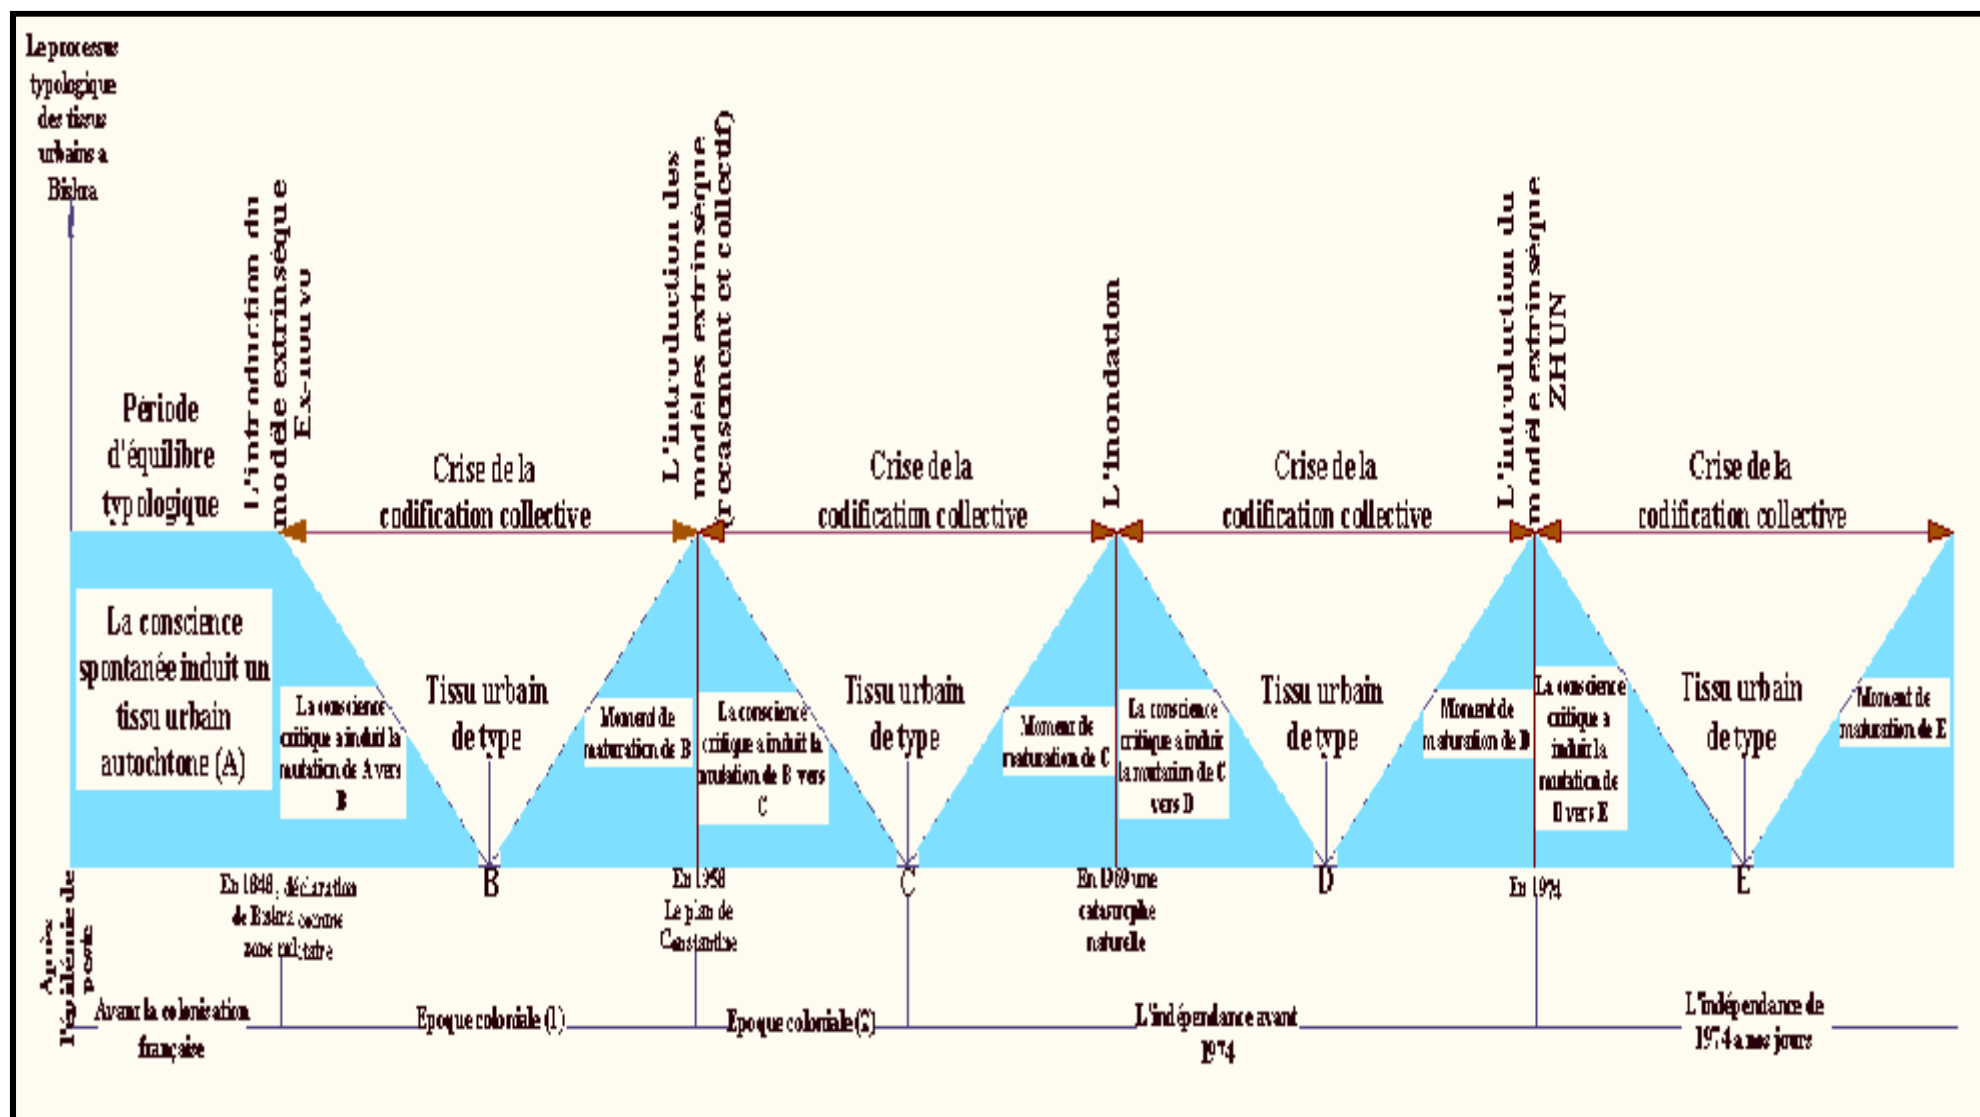 Le processus
typologique
des tissus
urbains a
Biskra
Période
d'équilibre
typologique
L'introduction du
modèle extrinsèque
Ex-nouvo
Crise de la
codification collective
L'introduction des
modèles extrinsèque
(recasement et collectif)
Crise de la
codification collective
L'inondation
Crise de la
codification collective
L'introduction du
modèle extrinsèque
ZHUN
Crise de la
codification collective
La conscience
spontanée induit un
tissu urbain
autochtone (A)
La conscience
critique a induit la
mutation de A vers
B
Tissu urbain
de type
B
Moment de
maturation de B
La conscience
critique a induit la
mutation de B vers
C
Tissu urbain
de type
C
Moment de
maturation de C
La conscience
critique a induit
la mutation de C
vers D
Tissu urbain
de type
D
Moment de
maturation de D
La conscience
critique a
induit la
mutation de
D vers E
Tissu urbain
de type
E
Moment de
maturation de E
Après
l'épidémie de
peste
En 1848, déclaration
de Biskra comme
zone militaire
En 1958
Le plan de
Constantine
En 1969 une
catastrophe
naturelle
En 1974
Avant la colonisation
française
Epoque coloniale (1)
Epoque coloniale (2)
L'indépendance avant
1974
L'indépendance de
1974 a nos jours